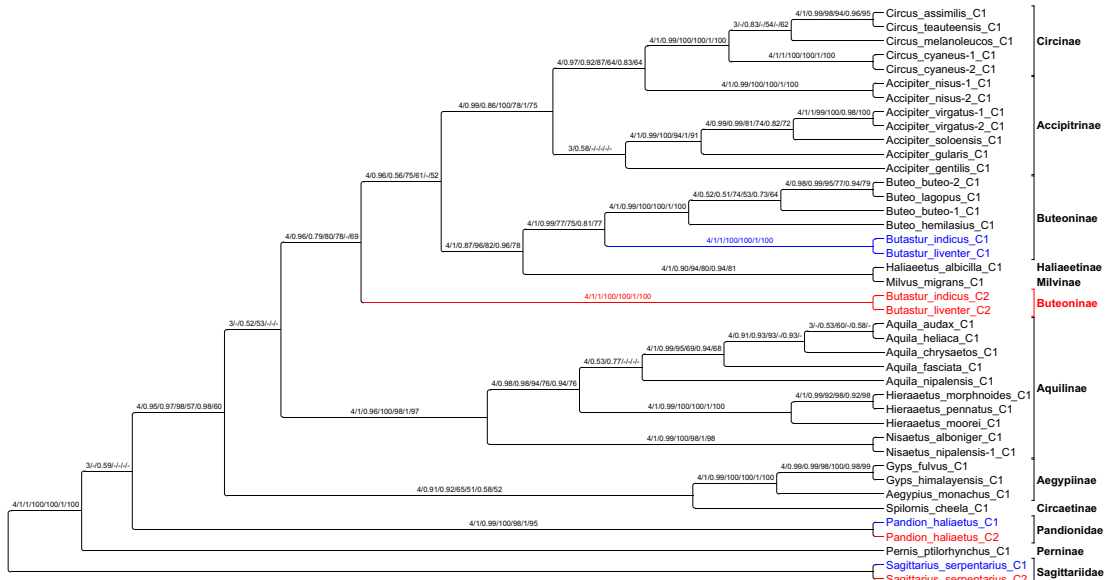 4/1/0.99/98/94/0.96/95
Circus_assimilis_C1
Circus_teauteensis_C1
3/-/0.83/-/54/-/62
Circus_melanoleucos_C1
Circinae
4/1/0.99/100/100/1/100
4/1/1/100/100/1/100
Circus_cyaneus-1_C1
Circus_cyaneus-2_C1
4/0.97/0.92/87/64/0.83/64
4/1/0.99/100/100/1/100
Accipiter_nisus-1_C1
Accipiter_nisus-2_C1
4/0.99/0.86/100/78/1/75
4/1/1/99/100/0.98/100
Accipiter_virgatus-1_C1
Accipiter_virgatus-2_C1
Accipitrinae
4/0.99/0.99/81/74/0.82/72
Accipiter_soloensis_C1
4/1/0.99/100/94/1/91
Accipiter_gularis_C1
3/0.58/-/-/-/-/-
Accipiter_gentilis_C1
4/0.96/0.56/75/61/-/52
4/0.98/0.99/95/77/0.94/79
Buteo_buteo-2_C1
Buteo_lagopus_C1
4/0.52/0.51/74/53/0.73/64
Buteo_buteo-1_C1
4/1/0.99/100/100/1/100
Buteo_hemilasius_C1
Buteoninae
4/1/0.99/77/75/0.81/77
4/1/1/100/100/1/100
Butastur_indicus_C1
Butastur_liventer_C1
4/1/0.87/96/82/0.96/78
4/0.96/0.79/80/78/-/69
4/1/0.90/94/80/0.94/81
Haliaeetus_albicilla_C1
Haliaeetinae
Milvus_migrans_C1
Milvinae
4/1/1/100/100/1/100
Butastur_indicus_C2
Butastur_liventer_C2
Buteoninae
3/-/0.52/53/-/-/-
3/-/0.53/60/-/0.58/-
Aquila_audax_C1
Aquila_heliaca_C1
4/0.91/0.93/93/-/0.93/-
Aquila_chrysaetos_C1
4/1/0.99/95/69/0.94/68
Aquila_fasciata_C1
4/0.53/0.77/-/-/-/-
Aquila_nipalensis_C1
Aquilinae
4/0.98/0.98/94/76/0.94/76
4/1/0.99/92/98/0.92/98
Hieraaetus_morphnoides_C1
Hieraaetus_pennatus_C1
4/1/0.99/100/100/1/100
Hieraaetus_moorei_C1
4/1/0.96/100/98/1/97
4/1/0.99/100/98/1/98
Nisaetus_alboniger_C1
Nisaetus_nipalensis-1_C1
4/0.95/0.97/98/57/0.98/60
4/0.99/0.99/98/100/0.98/99
Gyps_fulvus_C1
Gyps_himalayensis_C1
4/1/0.99/100/100/1/100
Aegypius_monachus_C1
Aegypiinae
4/0.91/0.92/65/51/0.58/52
Spilornis_cheela_C1
Circaetinae
3/-/0.59/-/-/-/-
4/1/0.99/100/98/1/95
Pandion_haliaetus_C1
Pandion_haliaetus_C2
Pandionidae
4/1/1/100/100/1/100
Pernis_ptilorhynchus_C1
Perninae
Sagittarius_serpentarius_C1
Sagittarius_serpentarius_C2
Sagittariidae